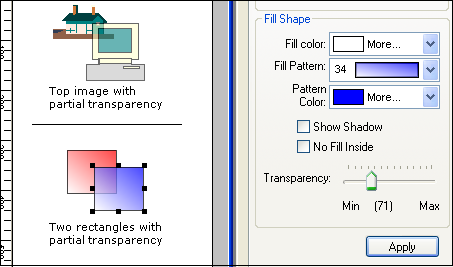 Top image with
partial transparency
Two rectangles with
partial transparency
Fill Shape
Fill color: More...
Fill Pattern: 34
Pattern
Color: More...
Show Shadow
No Fill Inside
Transparency:
Min (71) Max
Apply